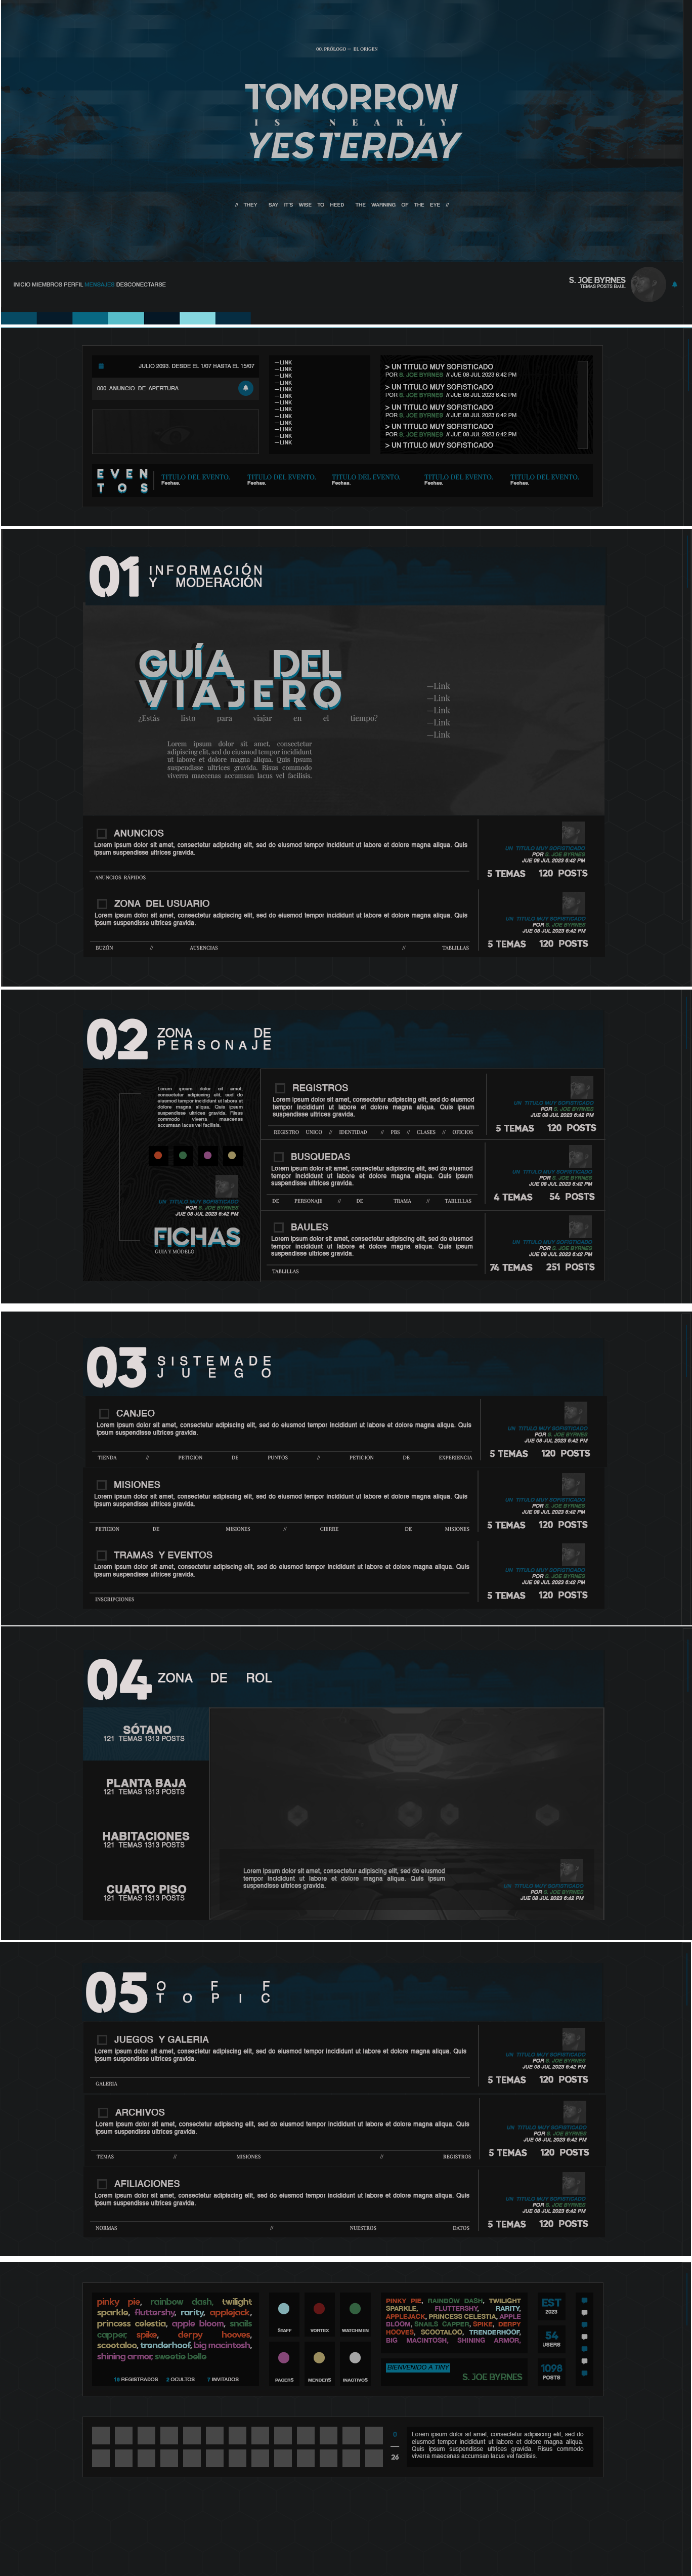 00. PRÓLOGO — EL ORIGEN
TOMORROW
IS NEARLY
YESTERDAY
// THEY SAY IT'S WISE TO HEED THE WARNING OF THE EYE //
INICIO MIEMBROS PERFIL MENSAJES DESCONECTARSE
S. JOE BYRNES
TEMAS POSTS BAUL
JULIO 2093. DESDE EL 1/07 HASTA EL 15/07
000. ANUNCIO DE APERTURA
—LINK
—LINK
—LINK
—LINK
—LINK
—LINK
—LINK
—LINK
—LINK
—LINK
—LINK
—LINK
—LINK
> UN TITULO MUY SOFISTICADO
POR S. JOE BYRNES // JUE 08 JUL 2023 6:42 PM
> UN TITULO MUY SOFISTICADO
POR S. JOE BYRNES // JUE 08 JUL 2023 6:42 PM
> UN TITULO MUY SOFISTICADO
POR S. JOE BYRNES // JUE 08 JUL 2023 6:42 PM
> UN TITULO MUY SOFISTICADO
POR S. JOE BYRNES // JUE 08 JUL 2023 6:42 PM
> UN TITULO MUY SOFISTICADO
EVEN
TOS
TITULO DEL EVENTO.
Fechas.
TITULO DEL EVENTO.
Fechas.
TITULO DEL EVENTO.
Fechas.
TITULO DEL EVENTO.
Fechas.
TITULO DEL EVENTO.
Fechas.
01 INFORMACIÓN
Y MODERACIÓN
GUÍA DEL
VIAJERO
¿Estás listo para viajar en el tiempo?
Lorem ipsum dolor sit amet, consectetur
adipiscing elit, sed do eiusmod tempor incididunt
ut labore et dolore magna aliqua. Quis ipsum
suspendisse ultrices gravida. Risus commodo
viverra maecenas accumsan lacus vel facilisis.
—Link
—Link
—Link
—Link
—Link
ANUNCIOS
Lorem ipsum dolor sit amet, consectetur adipiscing elit, sed do eiusmod tempor incididunt ut labore et dolore magna aliqua. Quis
ipsum suspendisse ultrices gravida.
ANUNCIOS RÁPIDOS
UN TITULO MUY SOFISTICADO
POR S. JOE BYRNES
JUE 08 JUL 2023 6:42 PM
5 TEMAS 120 POSTS
ZONA DEL USUARIO
Lorem ipsum dolor sit amet, consectetur adipiscing elit, sed do eiusmod tempor incididunt ut labore et dolore magna aliqua. Quis
ipsum suspendisse ultrices gravida.
BUZÓN // AUSENCIAS // TABLILLAS
UN TITULO MUY SOFISTICADO
POR S. JOE BYRNES
JUE 08 JUL 2023 6:42 PM
5 TEMAS 120 POSTS
02 ZONA DE
PERSONAJE
Lorem ipsum dolor sit amet,
consectetur adipiscing elit, sed do
eiusmod tempor incididunt ut labore et
dolore magna aliqua. Quis ipsum
suspendisse ultrices gravida. Risus
commodo viverra maecenas
accumsan lacus vel facilisis.
UN TITULO MUY SOFISTICADO
POR S. JOE BYRNES
JUE 08 JUL 2023 6:42 PM
FICHAS
GUIA Y MODELO
REGISTROS
Lorem ipsum dolor sit amet, consectetur adipiscing elit, sed do eiusmod
tempor incididunt ut labore et dolore magna aliqua. Quis ipsum
suspendisse ultrices gravida.
REGISTRO UNICO // IDENTIDAD // PBS // CLASES // OFICIOS
UN TITULO MUY SOFISTICADO
POR S. JOE BYRNES
JUE 08 JUL 2023 6:42 PM
5 TEMAS 120 POSTS
BUSQUEDAS
Lorem ipsum dolor sit amet, consectetur adipiscing elit, sed do eiusmod
tempor incididunt ut labore et dolore magna aliqua. Quis ipsum
suspendisse ultrices gravida.
DE PERSONAJE // DE TRAMA // TABLILLAS
UN TITULO MUY SOFISTICADO
POR S. JOE BYRNES
JUE 08 JUL 2023 6:42 PM
4 TEMAS 54 POSTS
BAULES
Lorem ipsum dolor sit amet, consectetur adipiscing elit, sed do eiusmod
tempor incididunt ut labore et dolore magna aliqua. Quis ipsum
suspendisse ultrices gravida.
TABLILLAS
UN TITULO MUY SOFISTICADO
POR S. JOE BYRNES
JUE 08 JUL 2023 6:42 PM
74 TEMAS 251 POSTS
03 SISTEMADE
JUEGO
CANJEO
Lorem ipsum dolor sit amet, consectetur adipiscing elit, sed do eiusmod tempor incididunt ut labore et dolore magna aliqua. Quis
ipsum suspendisse ultrices gravida.
TIENDA // PETICION DE PUNTOS // PETICION DE EXPERIENCIA
UN TITULO MUY SOFISTICADO
POR S. JOE BYRNES
JUE 08 JUL 2023 6:42 PM
5 TEMAS 120 POSTS
MISIONES
Lorem ipsum dolor sit amet, consectetur adipiscing elit, sed do eiusmod tempor incididunt ut labore et dolore magna aliqua. Quis
ipsum suspendisse ultrices gravida.
PETICION DE MISIONES // CIERRE DE MISIONES
UN TITULO MUY SOFISTICADO
POR S. JOE BYRNES
JUE 08 JUL 2023 6:42 PM
5 TEMAS 120 POSTS
TRAMAS Y EVENTOS
Lorem ipsum dolor sit amet, consectetur adipiscing elit, sed do eiusmod tempor incididunt ut labore et dolore magna aliqua. Quis
ipsum suspendisse ultrices gravida.
INSCRIPCIONES
UN TITULO MUY SOFISTICADO
POR S. JOE BYRNES
JUE 08 JUL 2023 6:42 PM
5 TEMAS 120 POSTS
04 ZONA DE ROL
SÓTANO
121 TEMAS 1313 POSTS
PLANTA BAJA
121 TEMAS 1313 POSTS
HABITACIONES
121 TEMAS 1313 POSTS
CUARTO PISO
121 TEMAS 1313 POSTS
Lorem ipsum dolor sit amet, consectetur adipiscing elit, sed do eiusmod
tempor incididunt ut labore et dolore magna aliqua. Quis ipsum
suspendisse ultrices gravida.
UN TITULO MUY SOFISTICADO
POR S. JOE BYRNES
JUE 08 JUL 2023 6:42 PM
05 OFF
TOPIC
JUEGOS Y GALERIA
Lorem ipsum dolor sit amet, consectetur adipiscing elit, sed do eiusmod tempor incididunt ut labore et dolore magna aliqua. Quis
ipsum suspendisse ultrices gravida.
GALERIA
UN TITULO MUY SOFISTICADO
POR S. JOE BYRNES
JUE 08 JUL 2023 6:42 PM
5 TEMAS 120 POSTS
ARCHIVOS
Lorem ipsum dolor sit amet, consectetur adipiscing elit, sed do eiusmod tempor incididunt ut labore et dolore magna aliqua. Quis
ipsum suspendisse ultrices gravida.
TEMAS // MISIONES // REGISTROS
UN TITULO MUY SOFISTICADO
POR S. JOE BYRNES
JUE 08 JUL 2023 6:42 PM
5 TEMAS 120 POSTS
AFILIACIONES
Lorem ipsum dolor sit amet, consectetur adipiscing elit, sed do eiusmod tempor incididunt ut labore et dolore magna aliqua. Quis
ipsum suspendisse ultrices gravida.
NORMAS // NUESTROS DATOS
UN TITULO MUY SOFISTICADO
POR S. JOE BYRNES
JUE 08 JUL 2023 6:42 PM
5 TEMAS 120 POSTS
pinky pie, rainbow dash, twilight
sparkle, fluttershy, rarity, applejack,
princess celestia, apple bloom, snails
capper, spike, derpy hooves,
scootaloo, trenderhoof, big macintosh,
shining armor, sweetie belle
19 REGISTRADOS 2 OCULTOS 7 INVITADOS
STAFF
VORTEX
WATCHMEN
PACERS
MENDERS
INACTIVOS
PINKY PIE, RAINBOW DASH, TWILIGHT
SPARKLE, FLUTTERSHY, RARITY,
APPLEJACK, PRINCESS CELESTIA, APPLE
BLOOM, SNAILS CAPPER, SPIKE, DERPY
HOOVES, SCOOTALOO, TRENDERHOOF,
BIG MACINTOSH, SHINING ARMOR,
BIENVENIDO A TINY
S. JOE BYRNES
EST
2023
54
USERS
1098
POSTS
0
—
26
Lorem ipsum dolor sit amet, consectetur adipiscing elit, sed do
eiusmod tempor incididunt ut labore et dolore magna aliqua.
Quis ipsum suspendisse ultrices gravida. Risus commodo
viverra maecenas accumsan lacus vel facilisis.